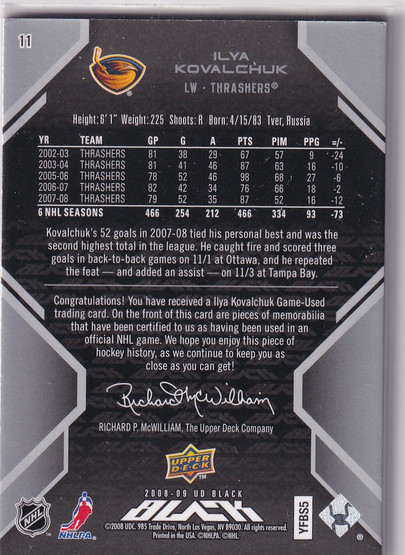 11
ILYA
KOVALCHUK
LW • THRASHERS®
Height: 6' 1" Weight: 225 Shoots: R Born: 4/15/83 Tver, Russia
YR TEAM GP G A PTS PIM PPG +/-
2002-03 THRASHERS 81 38 29 67 57 9 -24
2003-04 THRASHERS 81 41 46 87 63 16 -10
2005-06 THRASHERS 78 52 46 98 68 27 -6
2006-07 THRASHERS 82 42 34 76 66 18 -2
2007-08 THRASHERS 79 52 35 87 52 16 -12
6 NHL SEASONS 466 254 212 466 334 93 -73
Kovalchuk's 52 goals in 2007-08 tied his personal best and was
the second highest total in the league. He caught fire and scored three
goals in back-to-back games on 11/1 at Ottawa, and he repeated
the feat — and added an assist — on 11/3 at Tampa Bay.
Congratulations! You have received a Ilya Kovalchuk Game-Used
trading card. On the front of this card are pieces of memorabilia
that have been certified to us as having been used in an
official NHL game. We hope you enjoy this piece of
hockey history, as we continue to keep you as
close as you can get!
Richard P. McWilliam
RICHARD P. McWILLIAM, The Upper Deck Company
UPPER
DECK
2008-09 UD BLACK
BLACK
NHL
NHLPA
©2008 UDC. 985 Trade Drive, North Las Vegas, NV 89030. All rights reserved.
Printed in the USA. ©NHLPA. ©NHL.
YFBS5